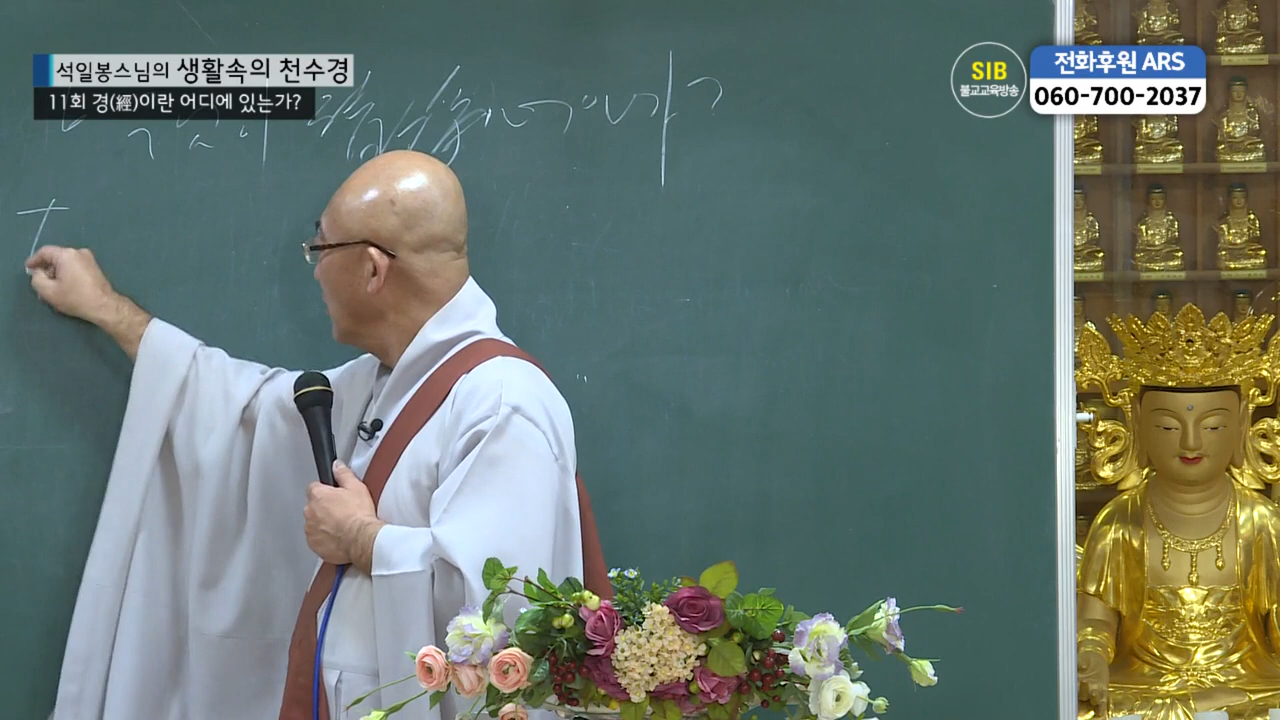 석일봉스님의 생활속의 천수경
11회 경(經)이란 어디에 있는가?
SIB
불교교육방송
전화후원 ARS
060-700-2037